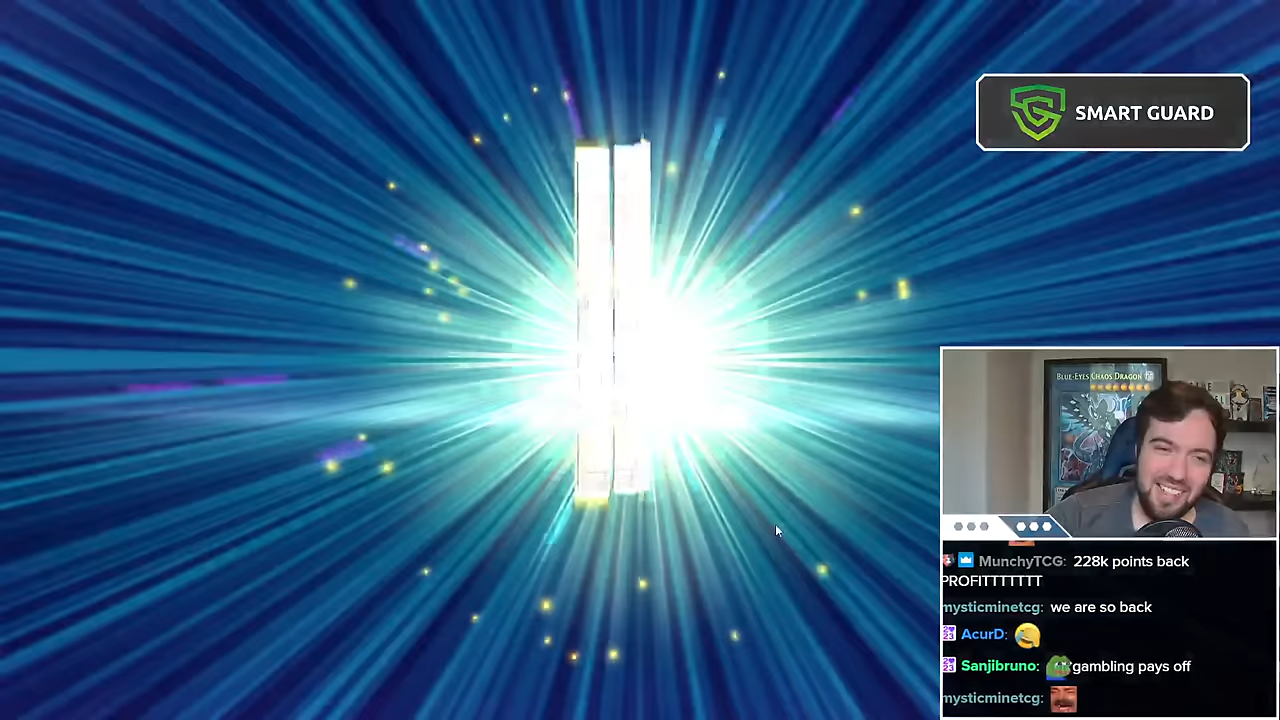 SMART GUARD
BLUE-EYES CHAOS DRAGON
MunchyTCG: 228k points back
PROFITTTTTT
mysticminetcg: we are so back
AcurD:
Sanjibruno: gambling pays off
mysticminetcg: